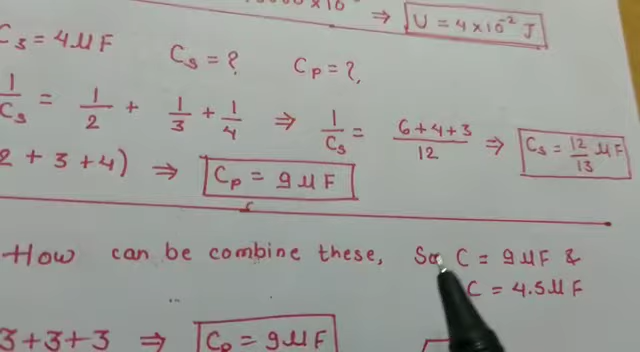 ⇒ U = 4×10⁻² J
C₃ = 4 μF   Cs = ?   Cp = ?
1/Cs = 1/2 + 1/3 + 1/4 ⇒ 1/Cs = (6+4+3)/12 ⇒ Cs = 12/13 μF
2 + 3 + 4) ⇒ Cp = 9 μF
How can be combine these, So C = 9 μF &
C = 4.5 μF
3+3+3 ⇒ Cp = 9 μF